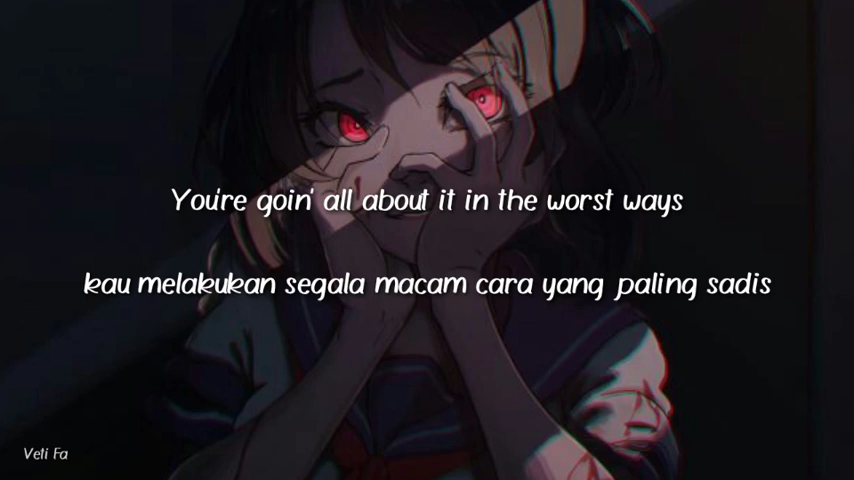 You're goin' all about it in the worst ways
kau melakukan segala macam cara yang paling sadis
Veti Fa